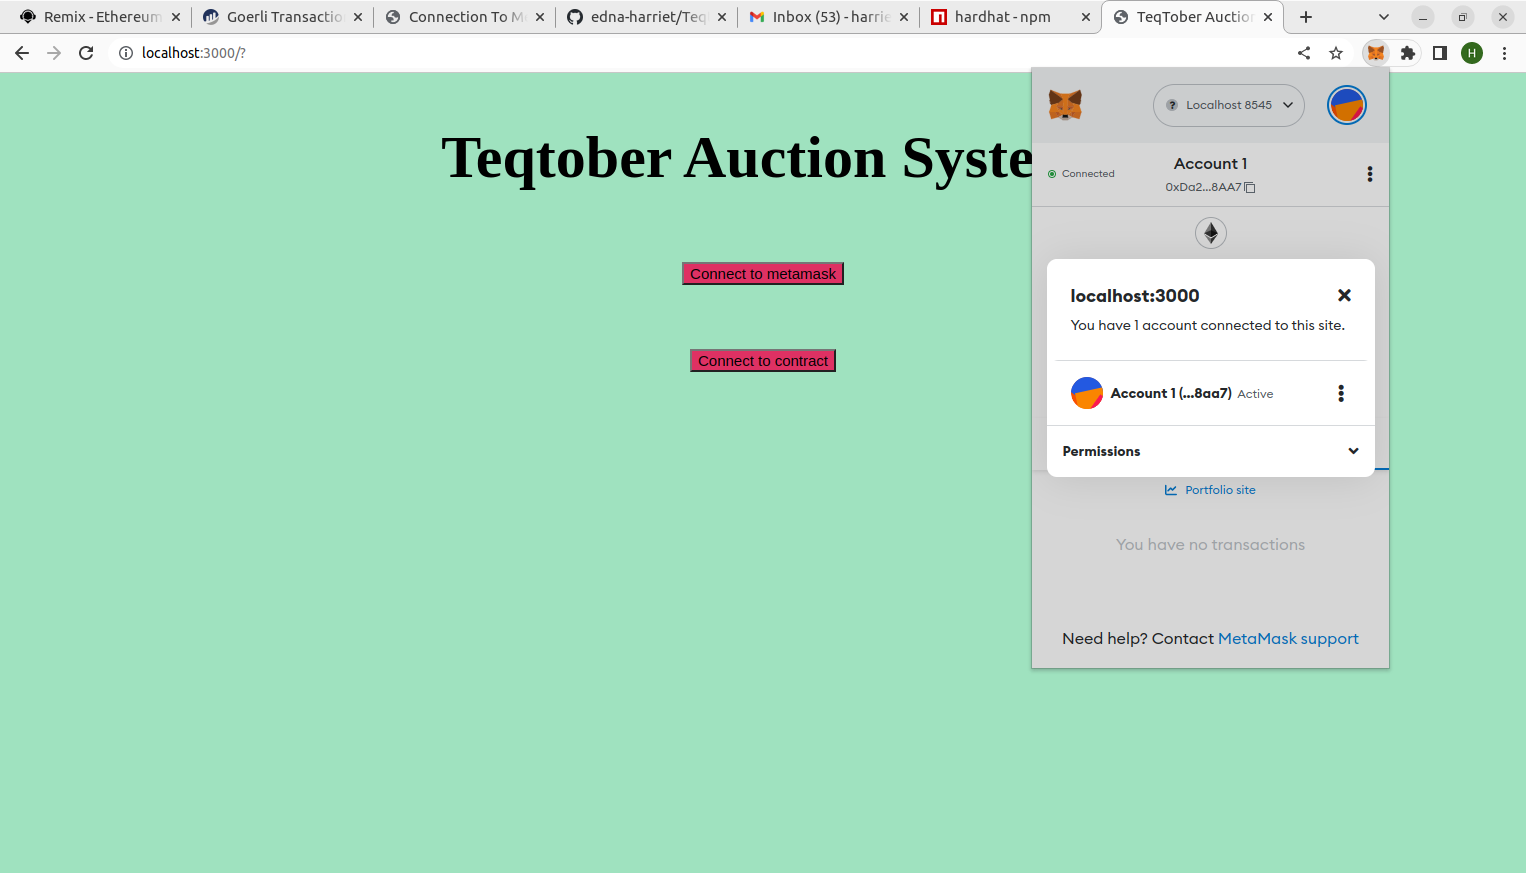 Remix - Ethereum
Goerli Transactio
Connection To M
edna-harriet/Teq
Inbox (53) - harrie
hardhat - npm
TeqTober Auction
localhost:3000/?
H
Teqtober Auction Syste
Connect to metamask
Connect to contract
? Localhost 8545
Connected
Account 1
0xDa2...8AA7
localhost:3000
You have 1 account connected to this site.
Account 1 (...8aa7) Active
Permissions
Portfolio site
You have no transactions
Need help? Contact MetaMask support